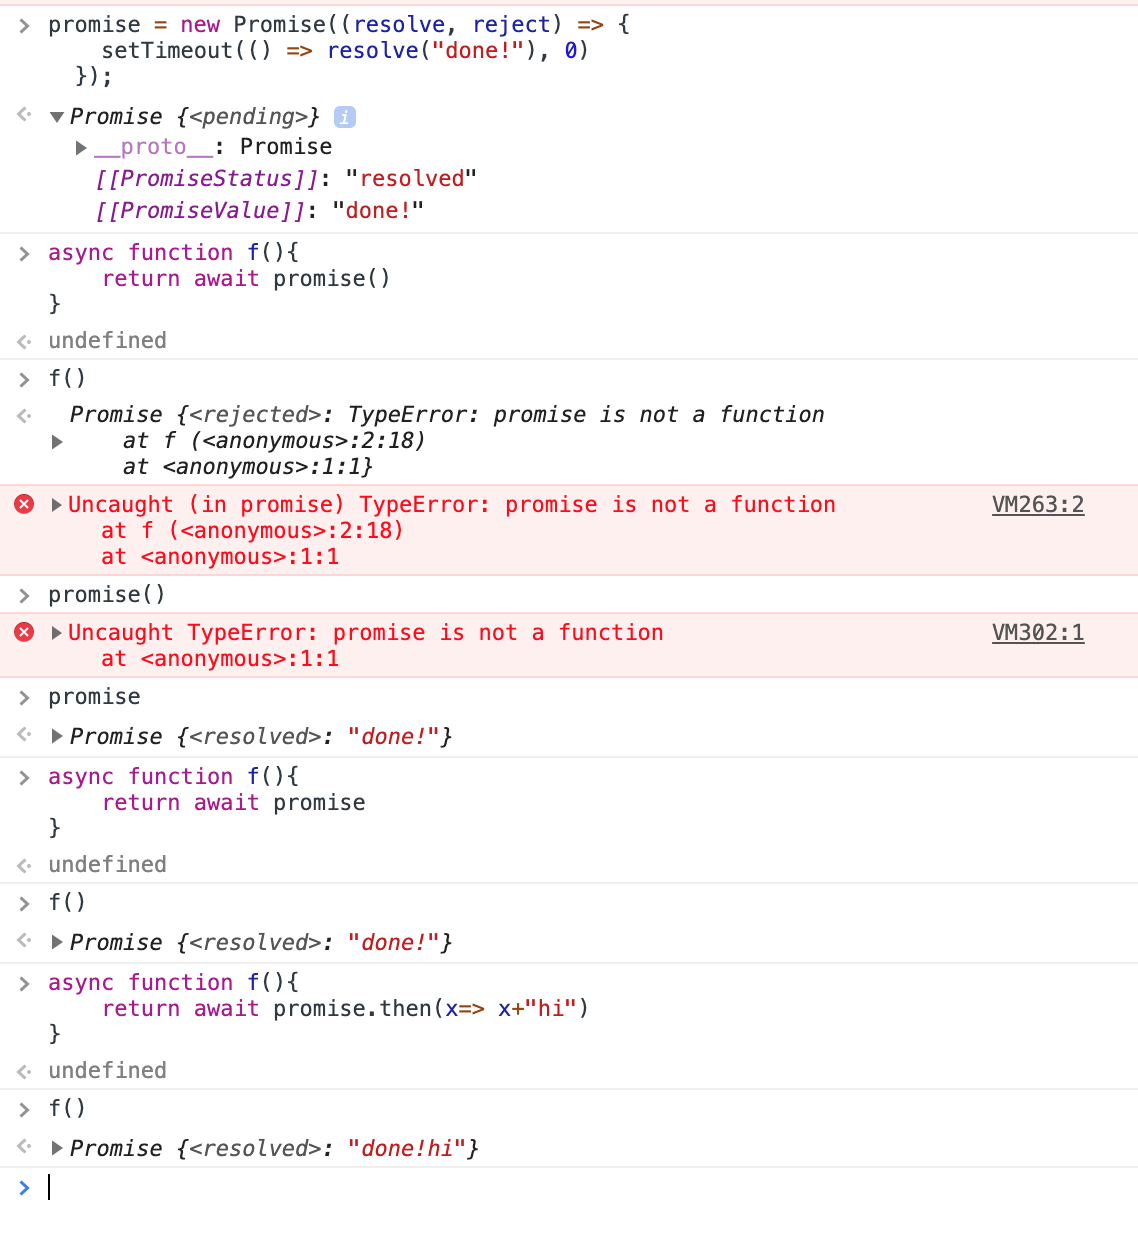 promise = new Promise((resolve, reject) => {
    setTimeout(() => resolve("done!"), 0)
  });
Promise {<pending>} i
__proto__: Promise
[[PromiseStatus]]: "resolved"
[[PromiseValue]]: "done!"
async function f(){
    return await promise()
}
undefined
f()
Promise {<rejected>: TypeError: promise is not a function
    at f (<anonymous>:2:18)
    at <anonymous>:1:1}
Uncaught (in promise) TypeError: promise is not a function VM263:2
    at f (<anonymous>:2:18)
    at <anonymous>:1:1
promise()
Uncaught TypeError: promise is not a function VM302:1
    at <anonymous>:1:1
promise
Promise {<resolved>: "done!"}
async function f(){
    return await promise
}
undefined
f()
Promise {<resolved>: "done!"}
async function f(){
    return await promise.then(x=> x+"hi")
}
undefined
f()
Promise {<resolved>: "done!hi"}